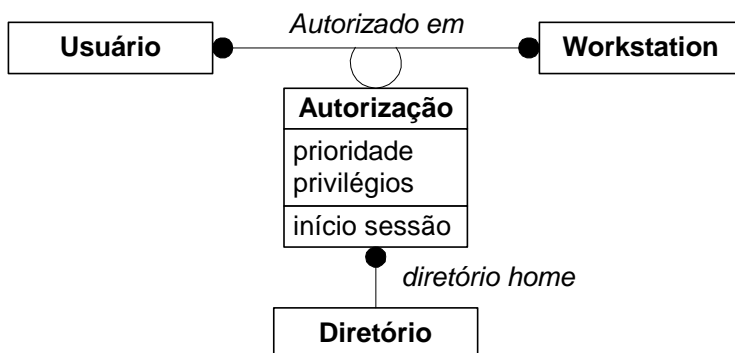 Autorizado em
Usuário
Workstation
Autorização
prioridade
privilégios
início sessão
diretório home
Diretório